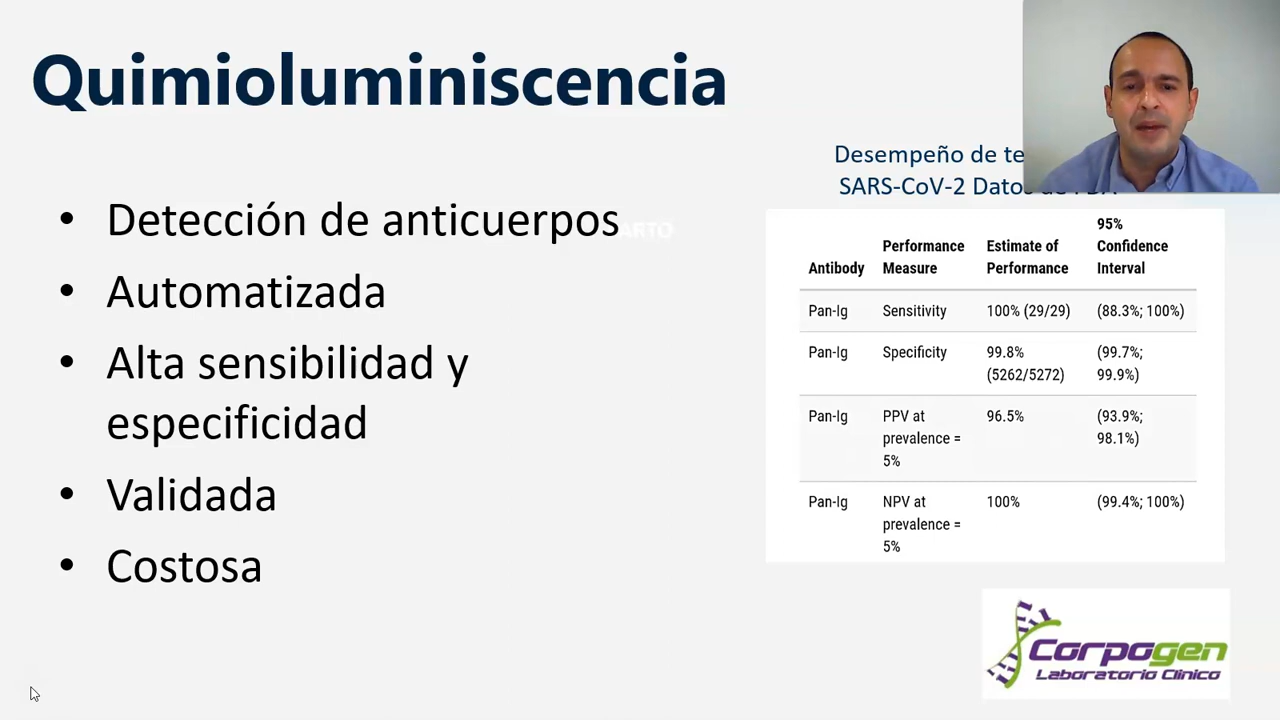 Quimioluminiscencia
• Detección de anticuerpos
• Automatizada
• Alta sensibilidad y
especificidad
• Validada
• Costosa
Desempeño de
SARS-CoV-2 Datos de FDA
Antibody Performance Measure Estimate of Performance 95% Confidence Interval
Pan-Ig Sensitivity 100% (29/29) (88.3%; 100%)
Pan-Ig Specificity 99.8% (5262/5272) (99.7%; 99.9%)
Pan-Ig PPV at prevalence = 5% 96.5% (93.9%; 98.1%)
Pan-Ig NPV at prevalence = 5% 100% (99.4%; 100%)
Corpogen
Laboratorio Clínico